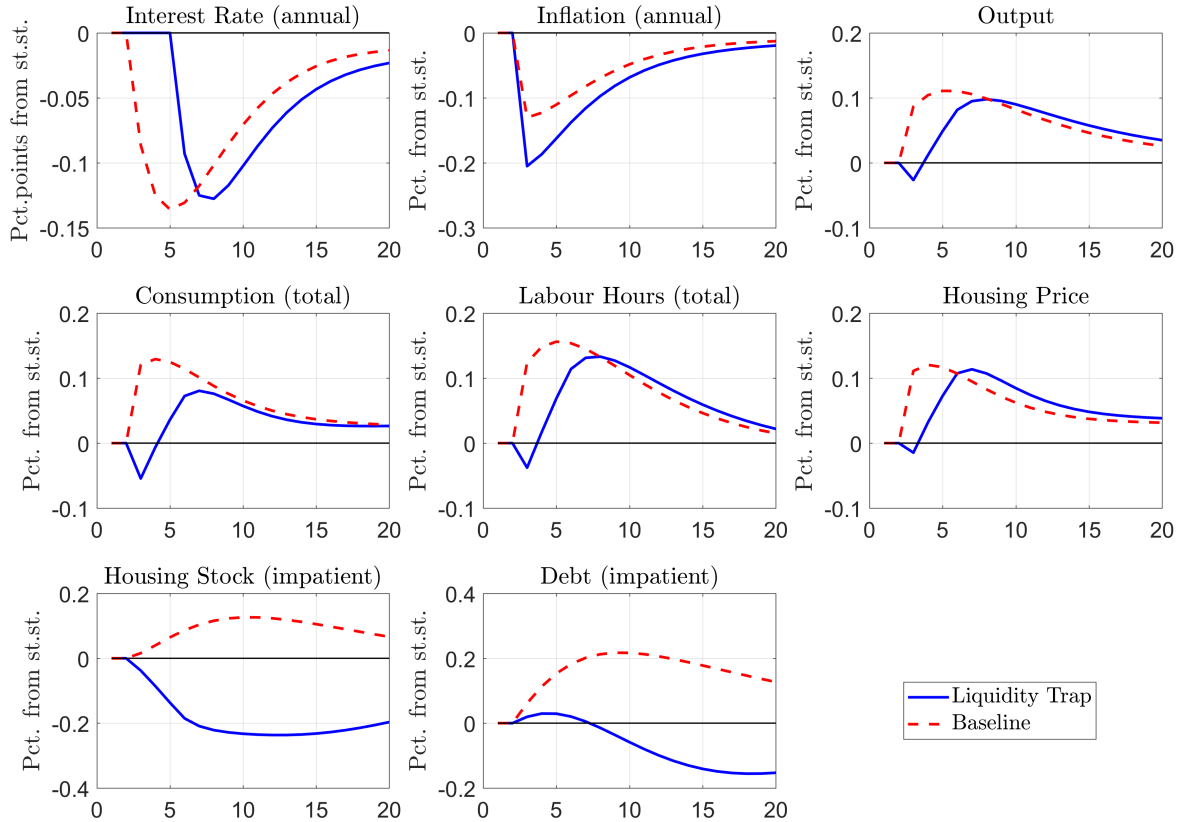 Interest Rate (annual)
Pct.points from st.st.
0
-0.05
-0.1
-0.15
0 5 10 15 20
Inflation (annual)
Pct. from st.st.
0
-0.1
-0.2
-0.3
0 5 10 15 20
Output
Pct. from st.st.
0.2
0.1
0
-0.1
0 5 10 15 20
Consumption (total)
Pct. from st.st.
0.2
0.1
0
-0.1
0 5 10 15 20
Labour Hours (total)
Pct. from st.st.
0.2
0.1
0
-0.1
0 5 10 15 20
Housing Price
Pct. from st.st.
0.2
0.1
0
-0.1
0 5 10 15 20
Housing Stock (impatient)
Pct. from st.st.
0.2
0
-0.2
-0.4
0 5 10 15 20
Debt (impatient)
Pct. from st.st.
0.4
0.2
0
-0.2
0 5 10 15 20
Liquidity Trap
Baseline